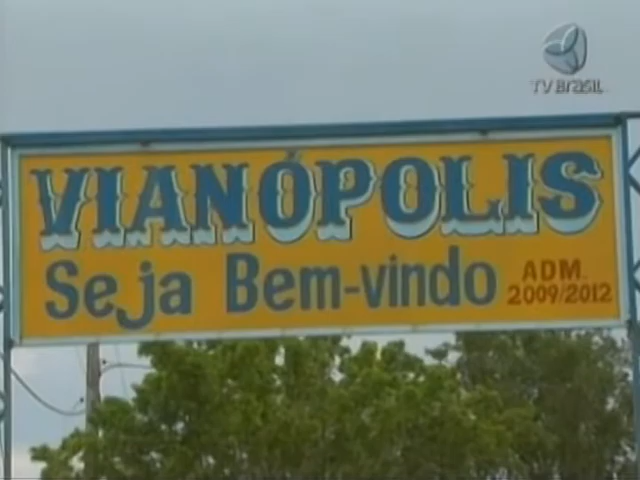 TV Brasil
VIANÓPOLIS
Seja Bem-vindo
ADM.
2009/2012